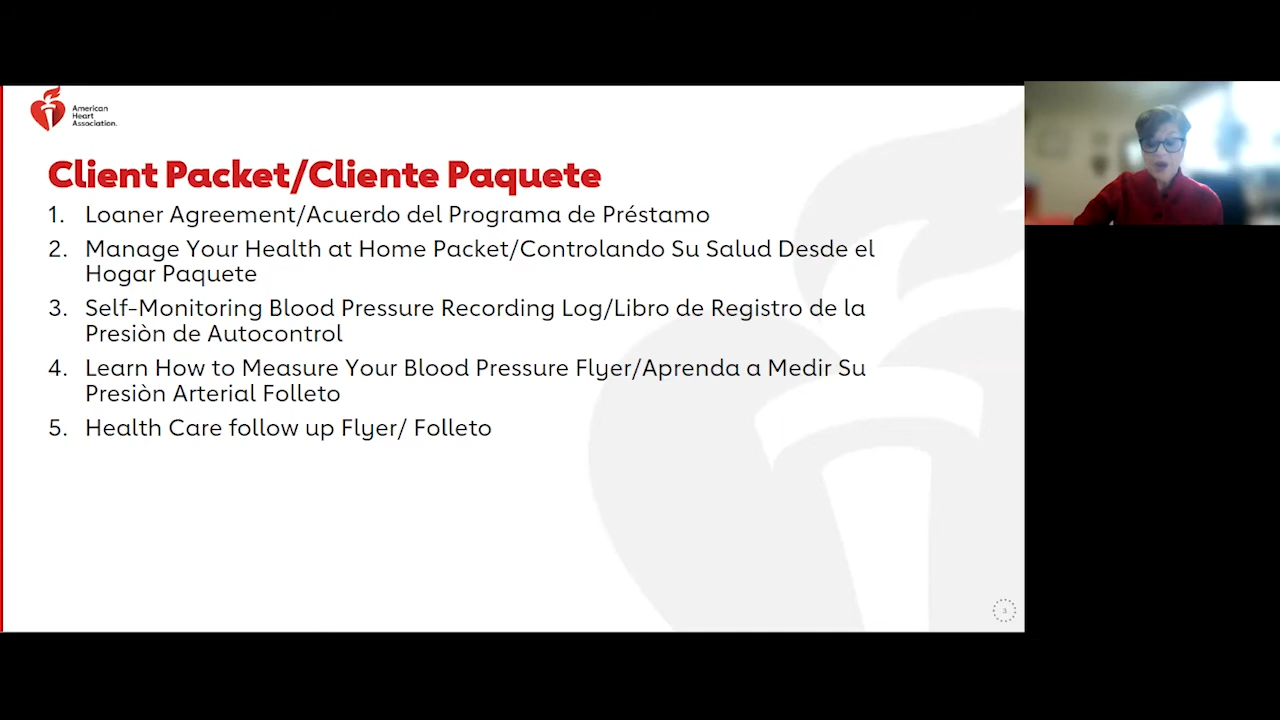 American
Heart
Association.
Client Packet/Cliente Paquete
1. Loaner Agreement/Acuerdo del Programa de Préstamo
2. Manage Your Health at Home Packet/Controlando Su Salud Desde el
Hogar Paquete
3. Self-Monitoring Blood Pressure Recording Log/Libro de Registro de la
Presiòn de Autocontrol
4. Learn How to Measure Your Blood Pressure Flyer/Aprenda a Medir Su
Presiòn Arterial Folleto
5. Health Care follow up Flyer/ Folleto
3